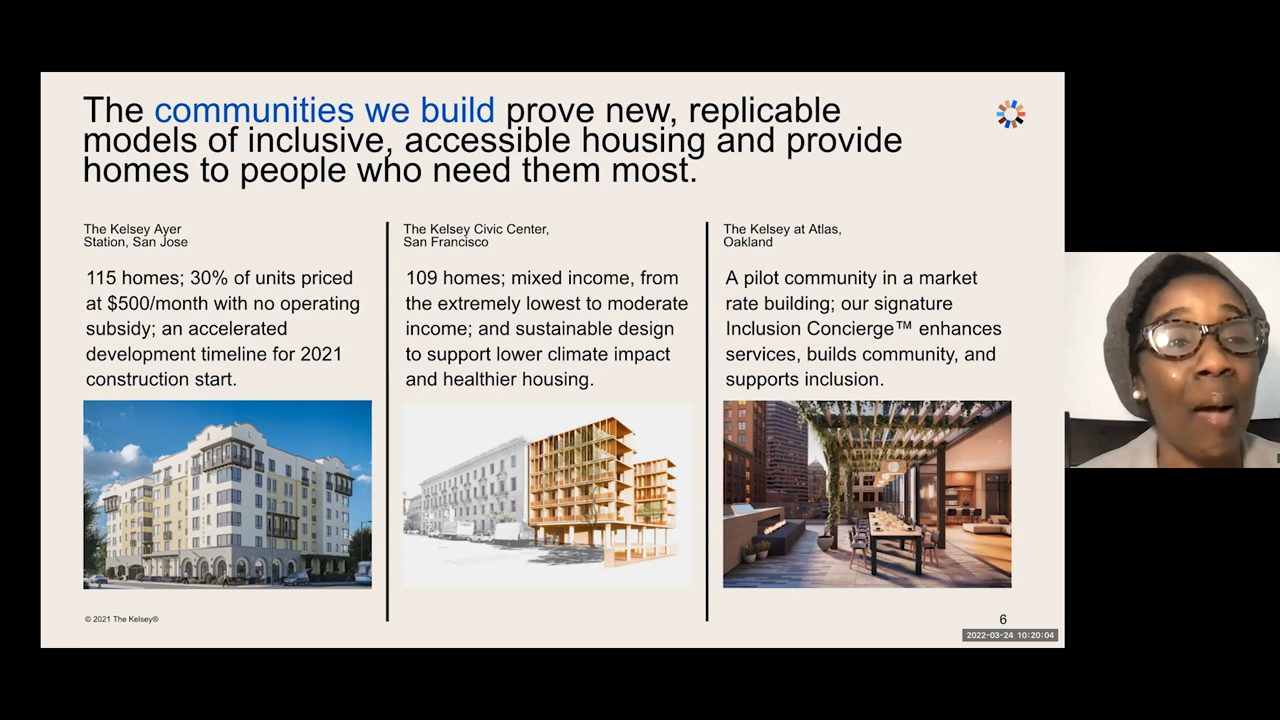 The communities we build prove new, replicable
models of inclusive, accessible housing and provide
homes to people who need them most.
The Kelsey Ayer
Station, San Jose
115 homes; 30% of units priced
at $500/month with no operating
subsidy; an accelerated
development timeline for 2021
construction start.
The Kelsey Civic Center,
San Francisco
109 homes; mixed income, from
the extremely lowest to moderate
income; and sustainable design
to support lower climate impact
and healthier housing.
The Kelsey at Atlas,
Oakland
A pilot community in a market
rate building; our signature
Inclusion Concierge™ enhances
services, builds community, and
supports inclusion.
© 2021 The Kelsey®
6
2022-03-24 10:20:04